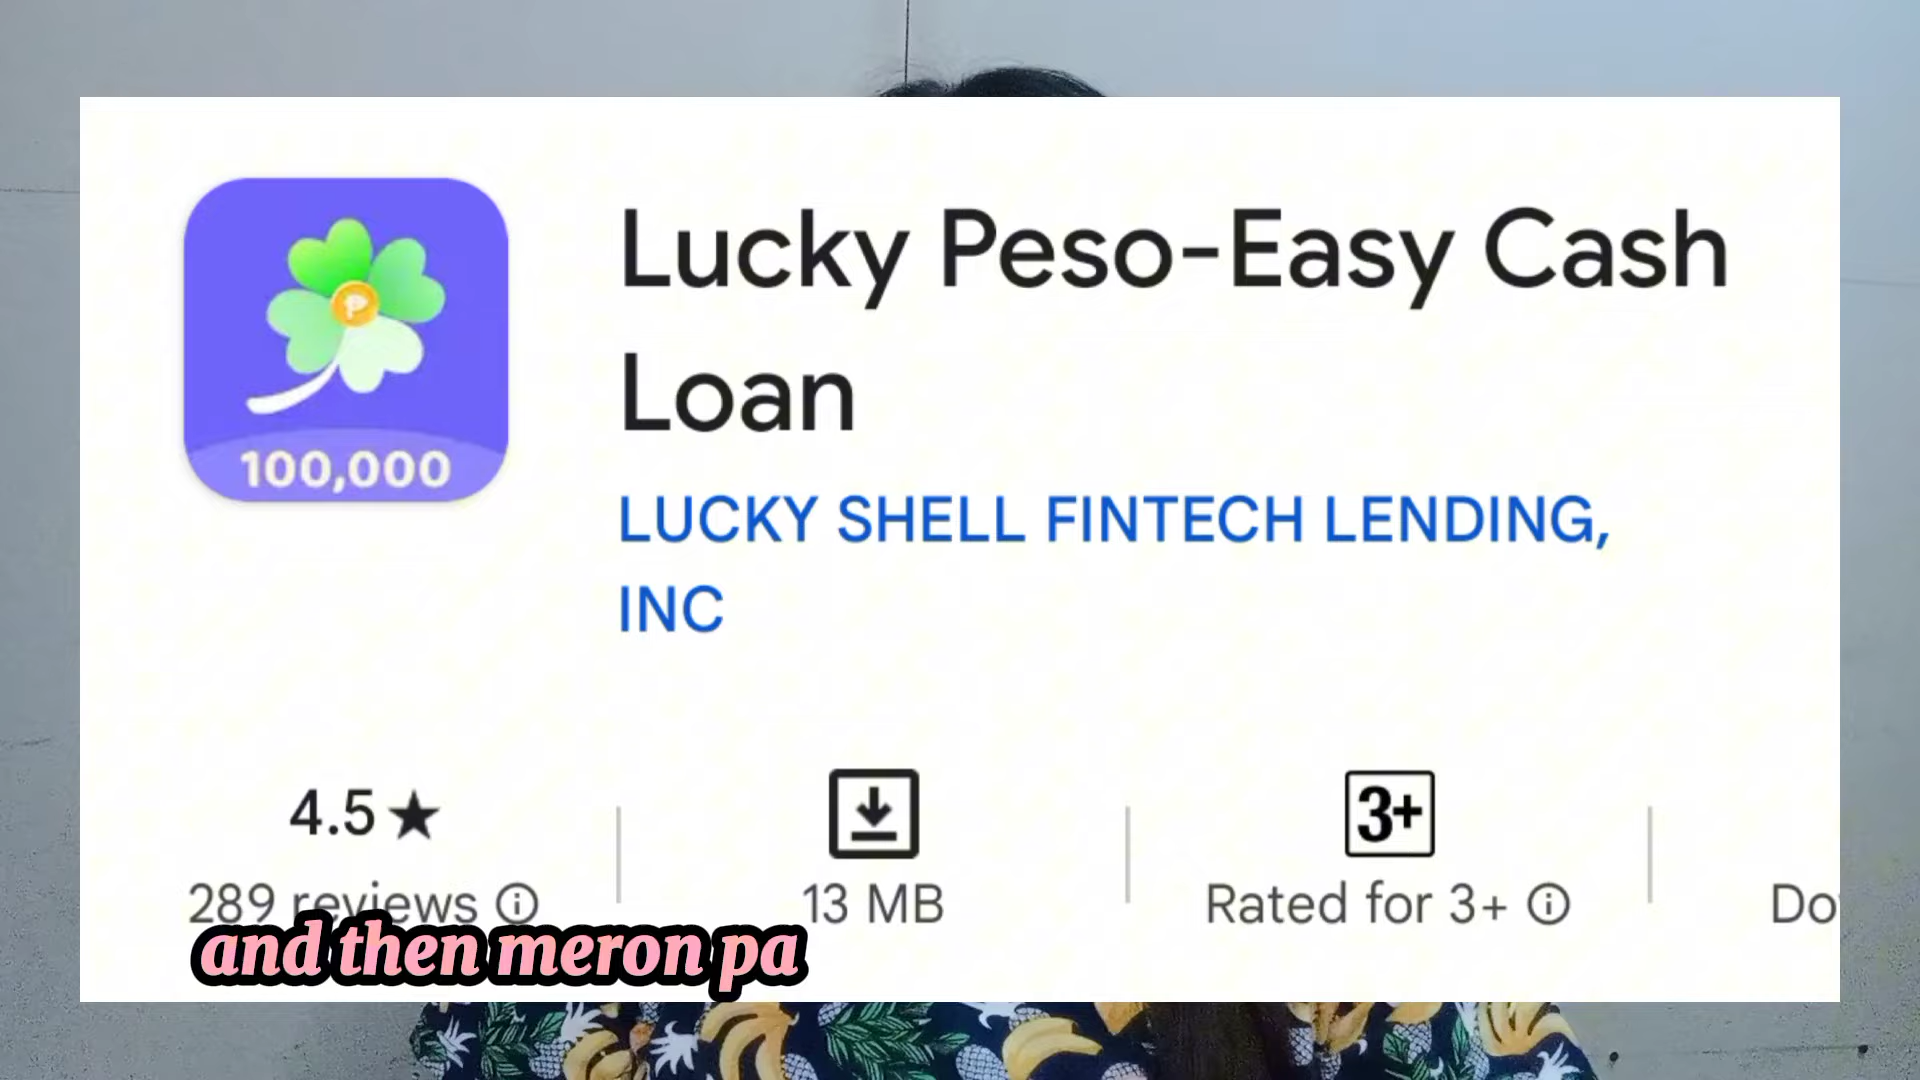 Lucky Peso-Easy Cash
Loan
LUCKY SHELL FINTECH LENDING,
INC
100,000
4.5★
3+
289 reviews
13 MB
Rated for 3+
and then meron pa